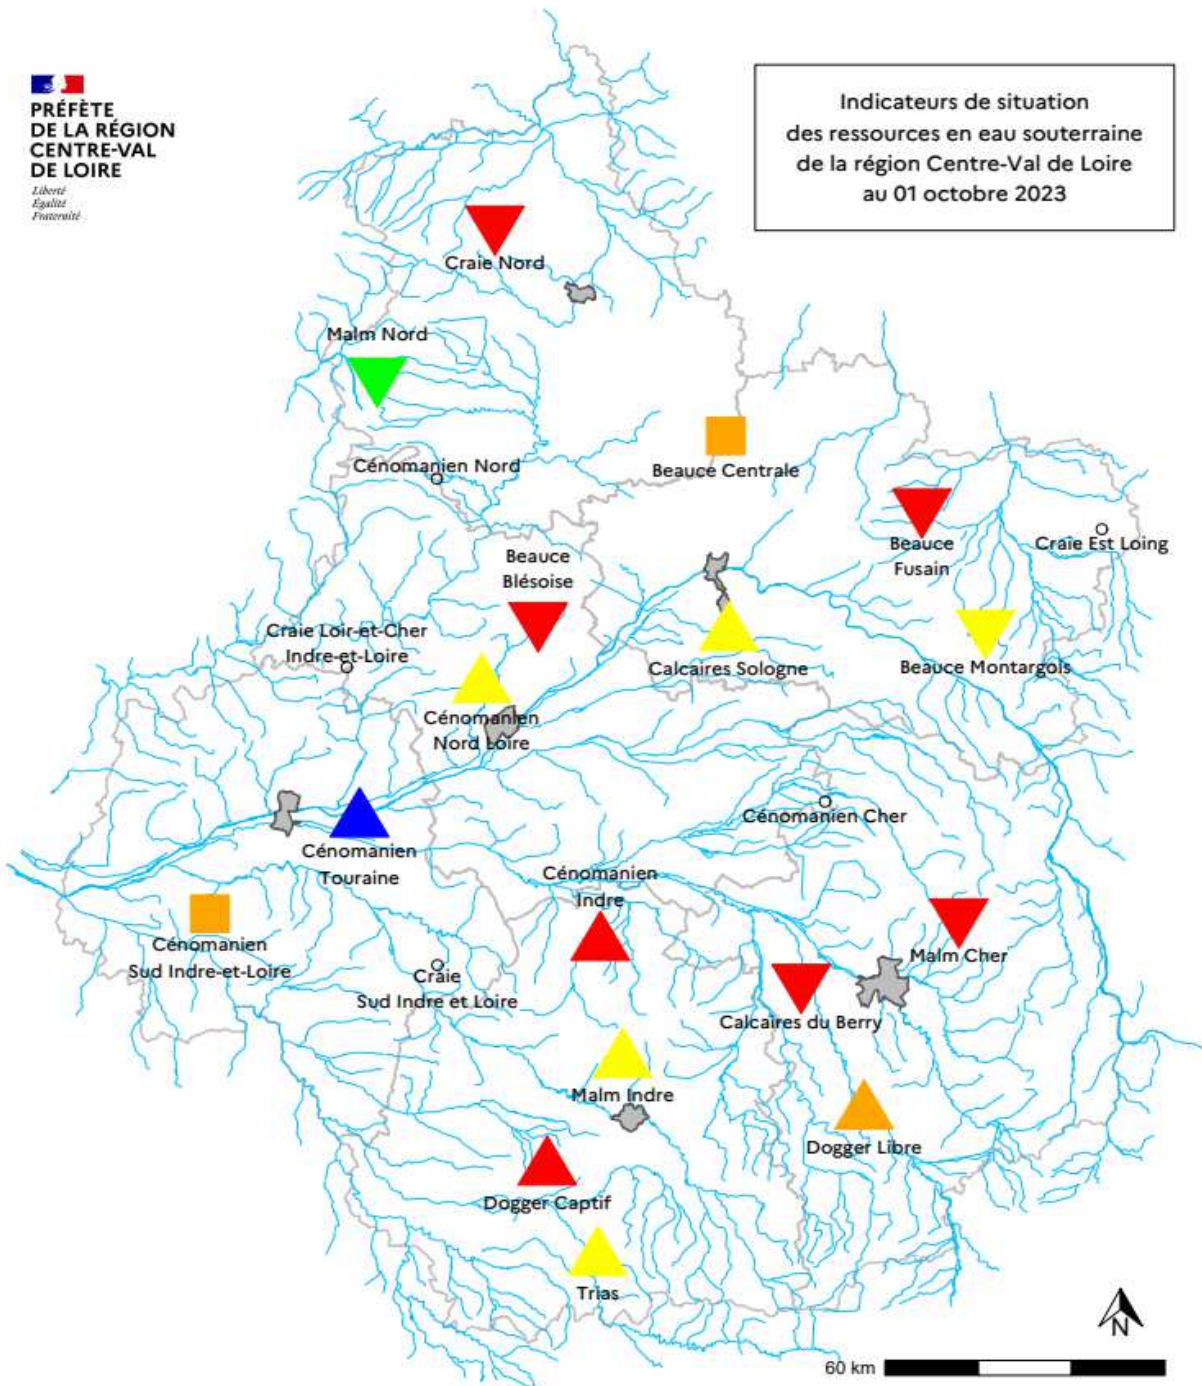 PRÉFÈTE
DE LA RÉGION
CENTRE-VAL
DE LOIRE
Liberté
Égalité
Fraternité
Indicateurs de situation
des ressources en eau souterraine
de la région Centre-Val de Loire
au 01 octobre 2023
Craie Nord
Malm Nord
Cénomanien Nord
Beauce Centrale
Beauce
Fusain
Craie Est Loing
Beauce
Blésoise
Craie Loir-et-Cher
Indre-et-Loire
Calcaires Sologne
Beauce Montargois
Cénomanien
Nord Loire
Cénomanien Cher
Cénomanien
Touraine
Cénomanien
Indre
Cénomanien
Sud Indre-et-Loire
Craie
Sud Indre et Loire
Malm Cher
Calcaires du Berry
Malm Indre
Dogger Libre
Dogger Captif
Trias
N
60 km